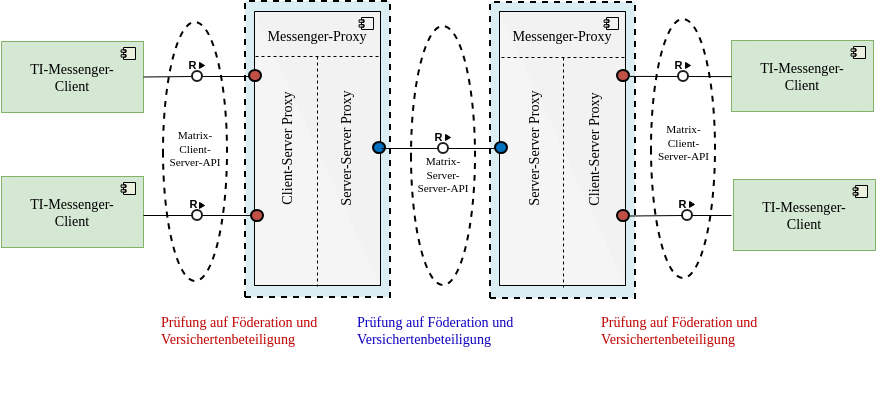 TI-Messenger-
Client
TI-Messenger-
Client
R
R
Matrix-
Client-
Server-API
Messenger-Proxy
Client-Server Proxy
Server-Server Proxy
R
Matrix-
Server-
Server-API
Messenger-Proxy
Server-Server Proxy
Client-Server Proxy
R
Matrix-
Client-
Server-API
R
TI-Messenger-
Client
TI-Messenger-
Client
Prüfung auf Föderation und
Versichertenbeteiligung
Prüfung auf Föderation und
Versichertenbeteiligung
Prüfung auf Föderation und
Versichertenbeteiligung